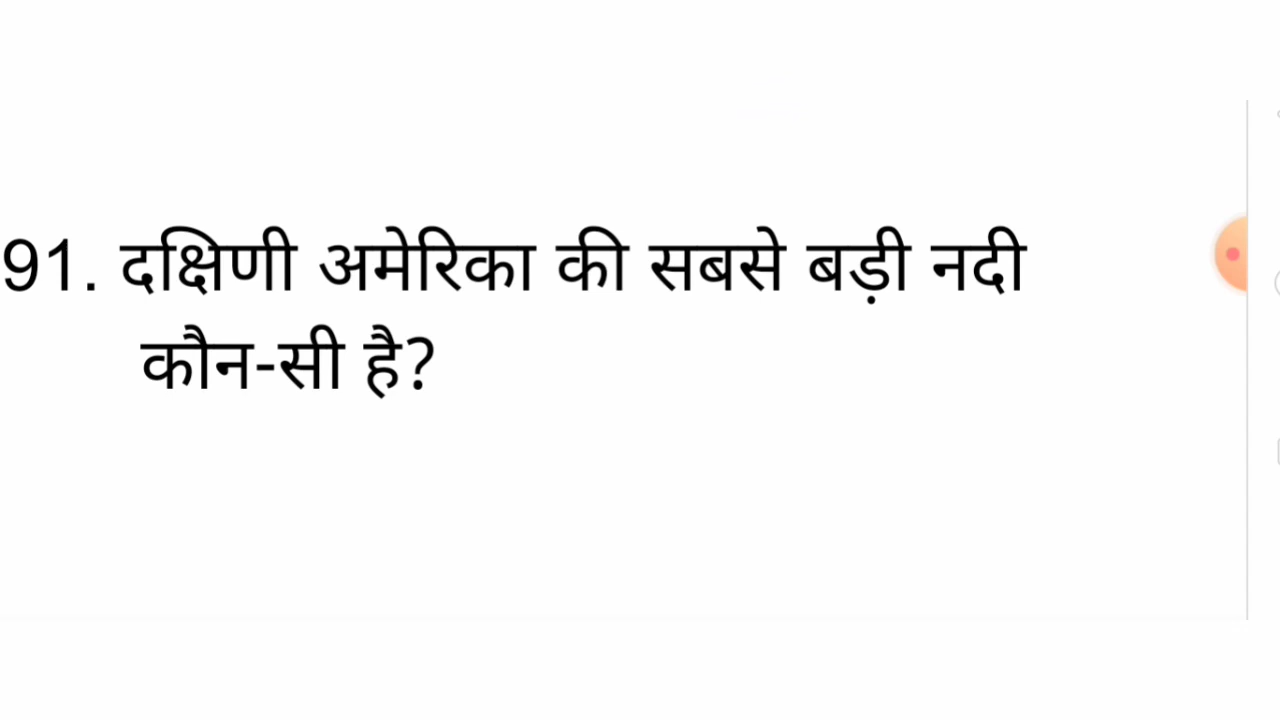 91. दक्षिणी अमेरिका की सबसे बड़ी नदी
कौन-सी है?